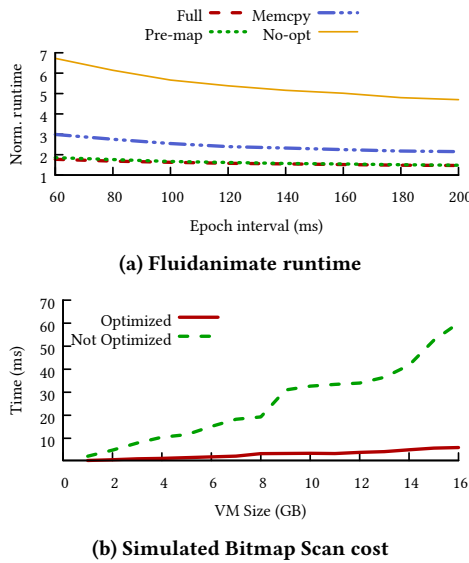 Full
Memcpy
Pre-map
No-opt
Norm. runtime
7
6
5
4
3
2
1
60 80 100 120 140 160 180 200
Epoch interval (ms)
(a) Fluidanimate runtime
Optimized
Not Optimized
Time (ms)
70
60
50
40
30
20
10
0 2 4 6 8 10 12 14 16
VM Size (GB)
(b) Simulated Bitmap Scan cost